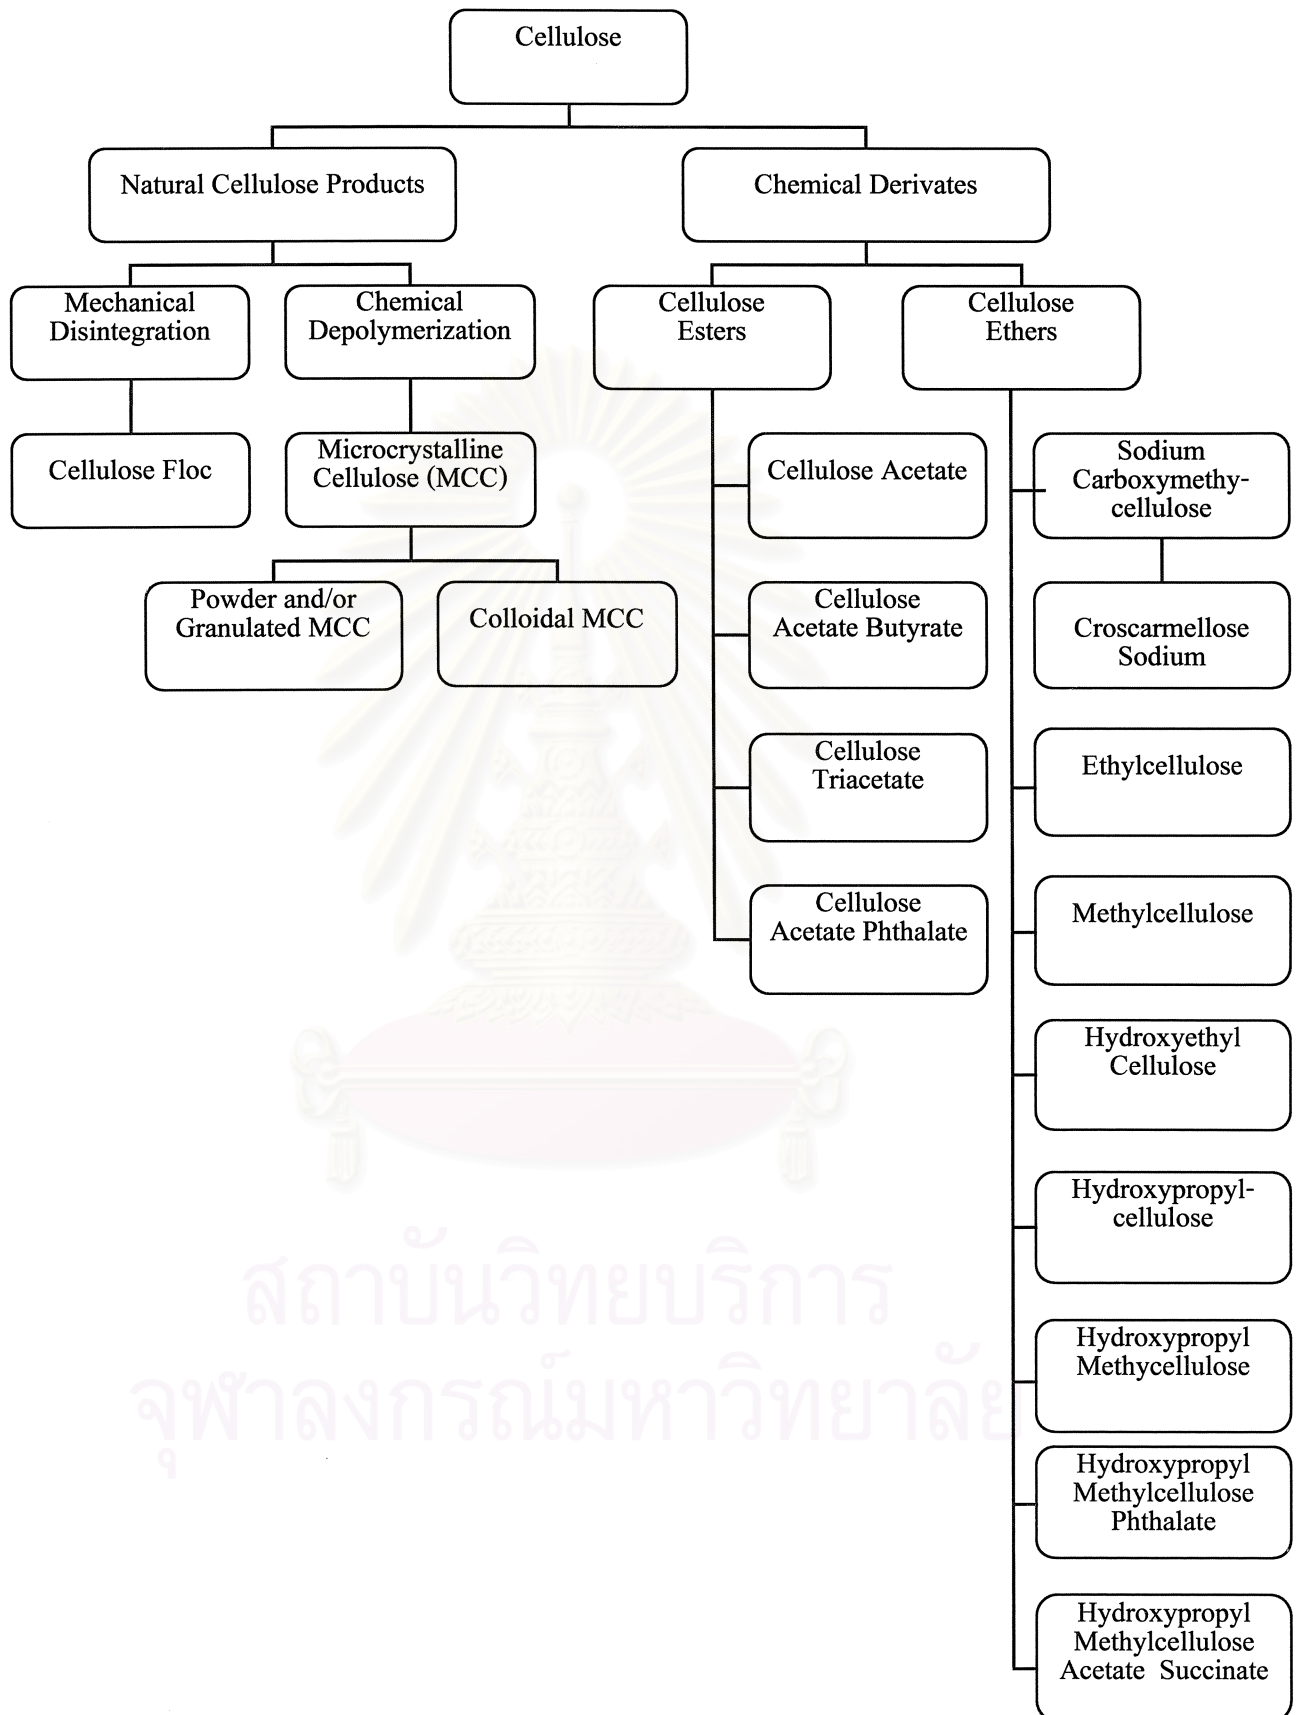 Cellulose
Natural Cellulose Products
Chemical Derivates
Mechanical
Disintegration
Chemical
Depolymerization
Cellulose
Esters
Cellulose
Ethers
Cellulose Floc
Microcrystalline
Cellulose (MCC)
Powder and/or
Granulated MCC
Colloidal MCC
Cellulose Acetate
Cellulose
Acetate Butyrate
Cellulose
Triacetate
Cellulose
Acetate Phthalate
Sodium
Carboxymethy-
cellulose
Croscarmellose
Sodium
Ethylcellulose
Methylcellulose
Hydroxyethyl
Cellulose
Hydroxypropyl-
cellulose
Hydroxypropyl
Methycellulose
Hydroxypropyl
Methylcellulose
Phthalate
Hydroxypropyl
Methylcellulose
Acetate Succinate
สถาบันวิทยบริการ
จุฬาลงกรณ์มหาวิทยาลัย